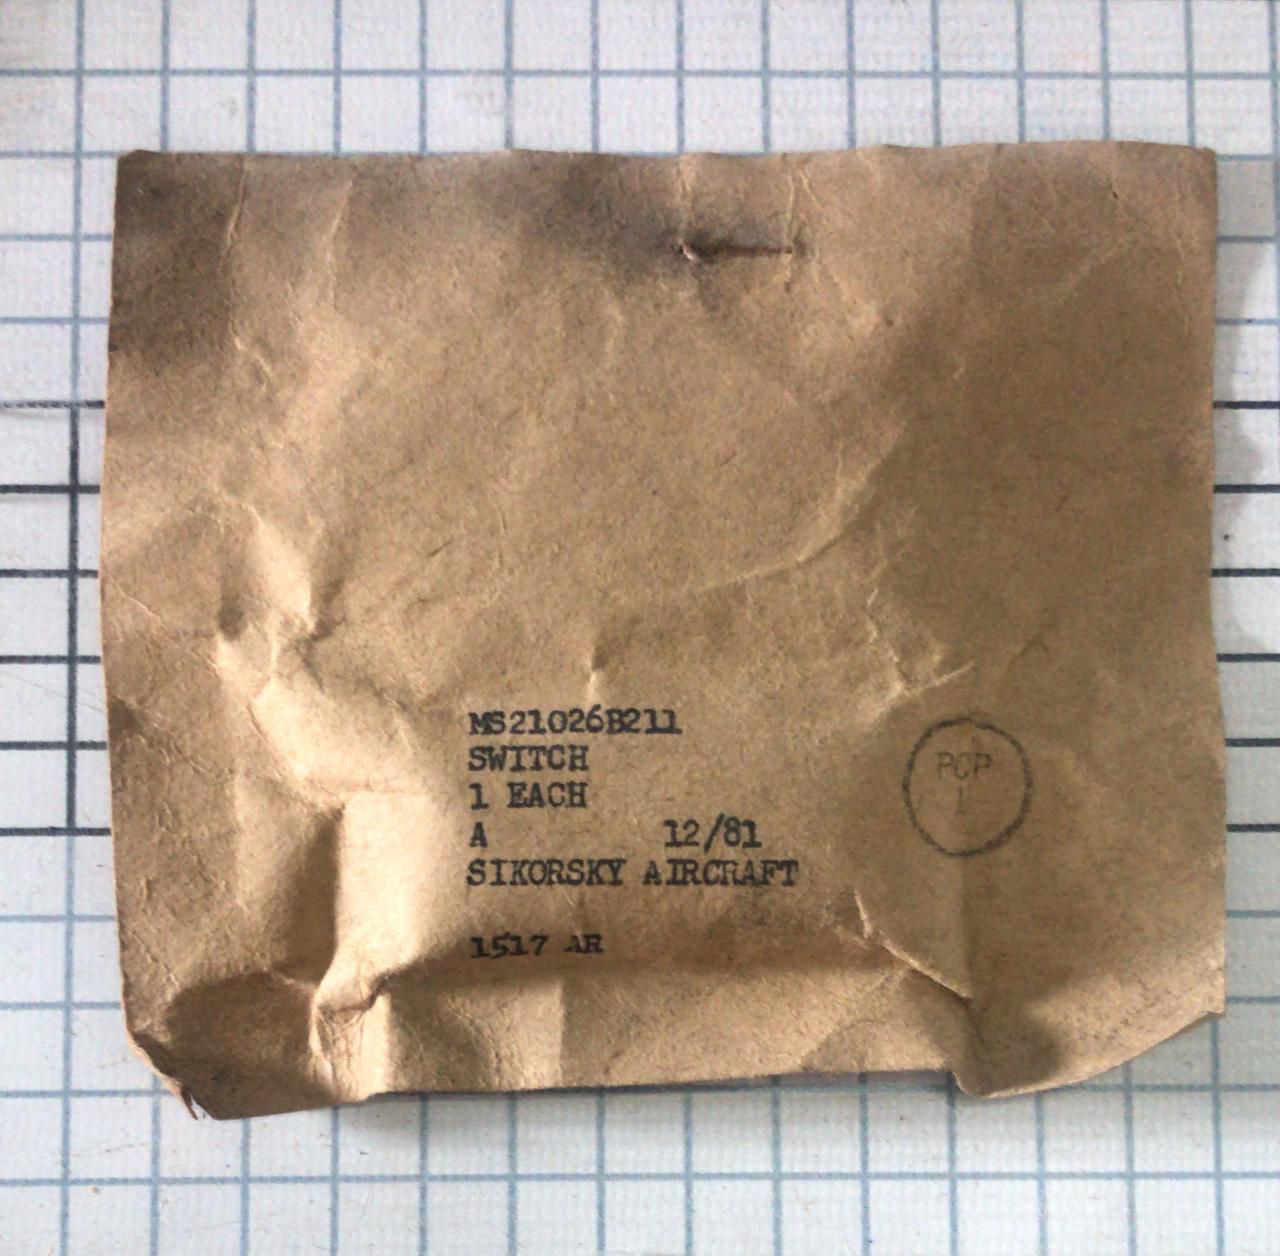 MS21026B211
SWITCH
1 EACH
A 12/81
SIKORSKY AIRCRAFT
1517 AR
PCP
1